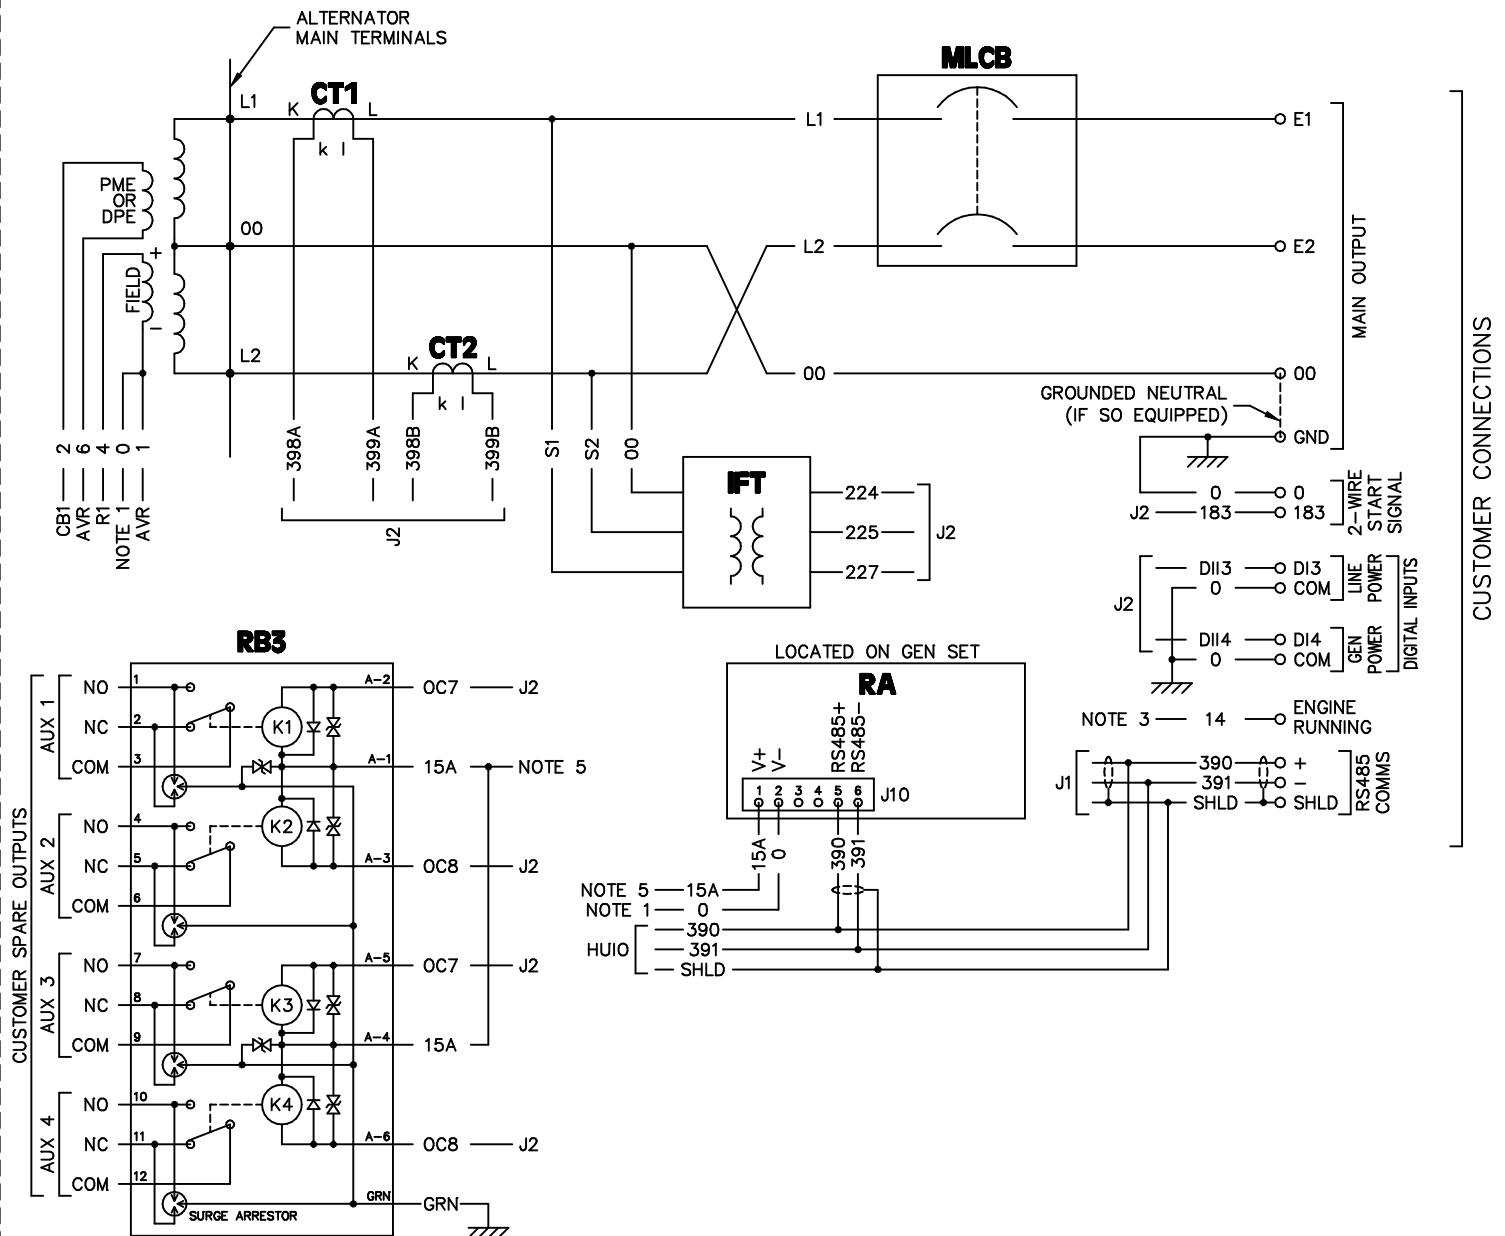 ALTERNATOR
MAIN TERMINALS
MLCB
L1
K
CT1
L
k l
L1
E1
PME
OR
DPE
00
L2
E2
+
FIELD
−
MAIN OUTPUT
L2
K
CT2
L
k l
00
00
GROUNDED NEUTRAL
(IF SO EQUIPPED)
GND
CUSTOMER CONNECTIONS
2
6
4
0
1
CB1
AVR
R1
NOTE 1
AVR
398A
399A
398B
399B
J2
S1
S2
00
IFT
224
225
227
J2
0
0
J2
183
183
2-WIRE
START
SIGNAL
DII3
DI3
0
COM
LINE
POWER
J2
DII4
DI4
0
COM
GEN
POWER
DIGITAL INPUTS
NOTE 3
14
ENGINE
RUNNING
J1
390
+
391
−
SHLD
SHLD
RS485
COMMS
RB3
CUSTOMER SPARE OUTPUTS
AUX 1
NO
1
NC
2
COM
3
K1
A-2
OC7
J2
A-1
15A
NOTE 5
AUX 2
NO
4
NC
5
COM
6
K2
A-3
OC8
J2
AUX 3
NO
7
NC
8
COM
9
K3
A-5
OC7
J2
A-4
15A
AUX 4
NO
10
NC
11
COM
12
K4
A-6
OC8
J2
GRN
GRN
SURGE ARRESTOR
LOCATED ON GEN SET
RA
V+
V-
RS485+
RS485-
1 2 3 4 5 6
J10
15A
0
390
391
NOTE 5
15A
NOTE 1
0
HUIO
390
391
SHLD